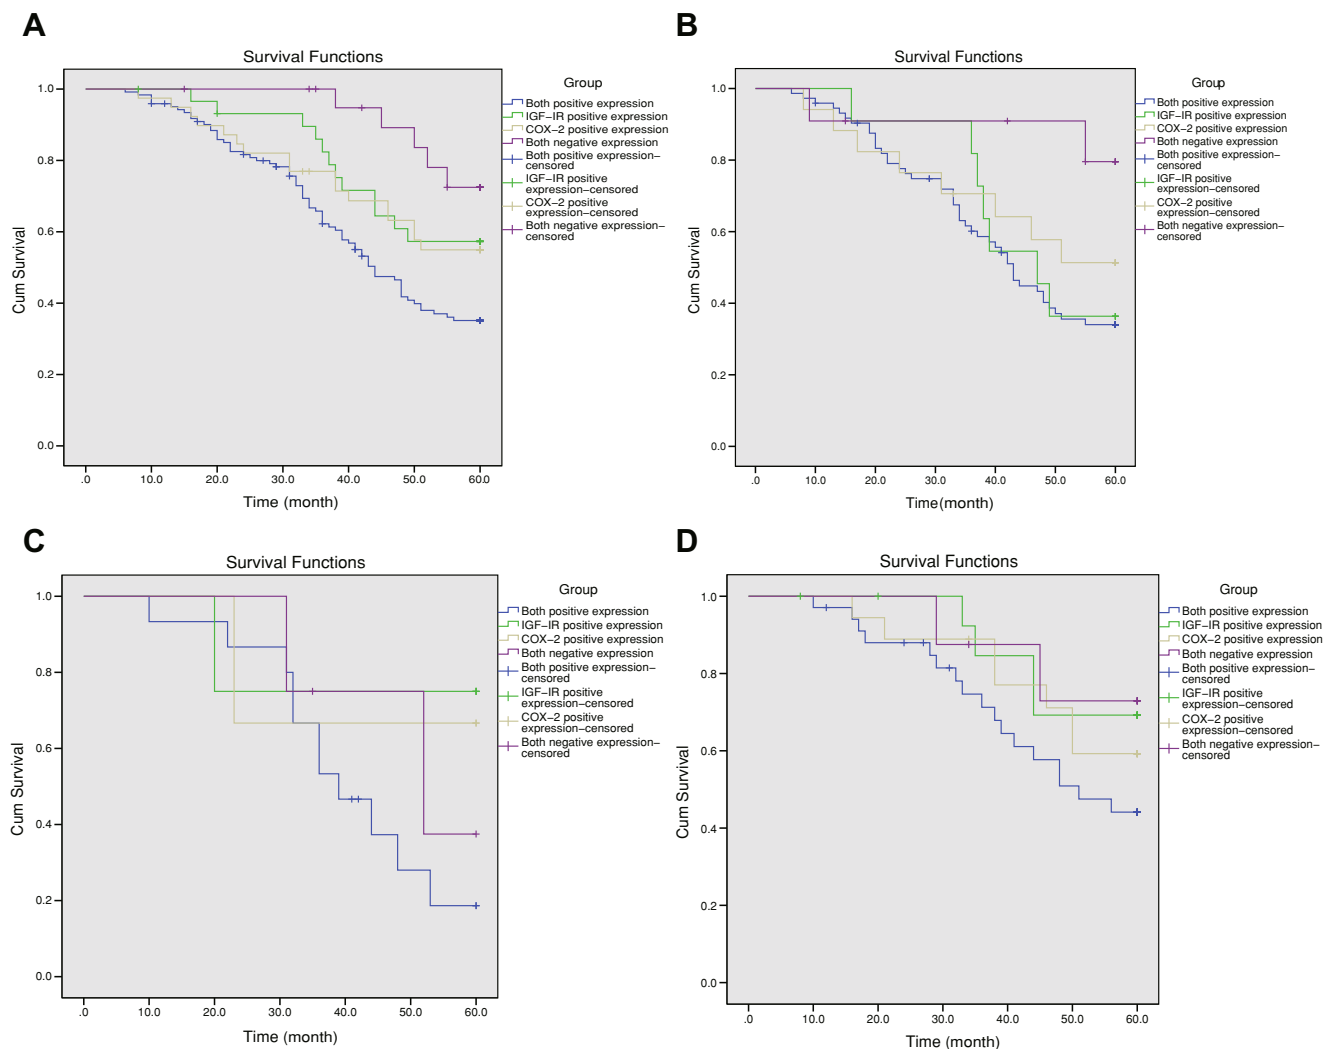 A
Survival Functions
Cum Survival
1.0
0.8
0.6
0.4
0.2
0.0
.0 10.0 20.0 30.0 40.0 50.0 60.0
Time (month)
Group
Both positive expression
IGF–IR positive expression
COX–2 positive expression
Both negative expression
Both positive expression–
censored
IGF–IR positive
expression–censored
COX–2 positive
expression–censored
Both negative expression–
censored
B
Survival Functions
Cum Survival
1.0
0.8
0.6
0.4
0.2
0.0
.0 10.0 20.0 30.0 40.0 50.0 60.0
Time(month)
Group
Both positive expression
IGF–IR positive expression
COX–2 positive expression
Both negative expression
Both positive expression–
censored
IGF–IR positive
expression–censored
COX–2 positive
expression–censored
Both negative expression–
censored
C
Survival Functions
Cum Survival
1.0
0.8
0.6
0.4
0.2
0.0
.0 10.0 20.0 30.0 40.0 50.0 60.0
Time (month)
Group
Both positive expression
IGF–IR positive expression
COX–2 positive expression
Both negative expression
Both positive expression–
censored
IGF–IR positive
expression–censored
COX–2 positive
expression–censored
Both negative expression–
censored
D
Survival Functions
Cum Survival
1.0
0.8
0.6
0.4
0.2
0.0
.0 10.0 20.0 30.0 40.0 50.0 60.0
Time (month)
Group
Both positive expression
IGF–IR positive expression
COX–2 positive expression
Both negative expression
Both positive expression–
censored
IGF–IR positive
expression–censored
COX–2 positive
expression–censored
Both negative expression–
censored